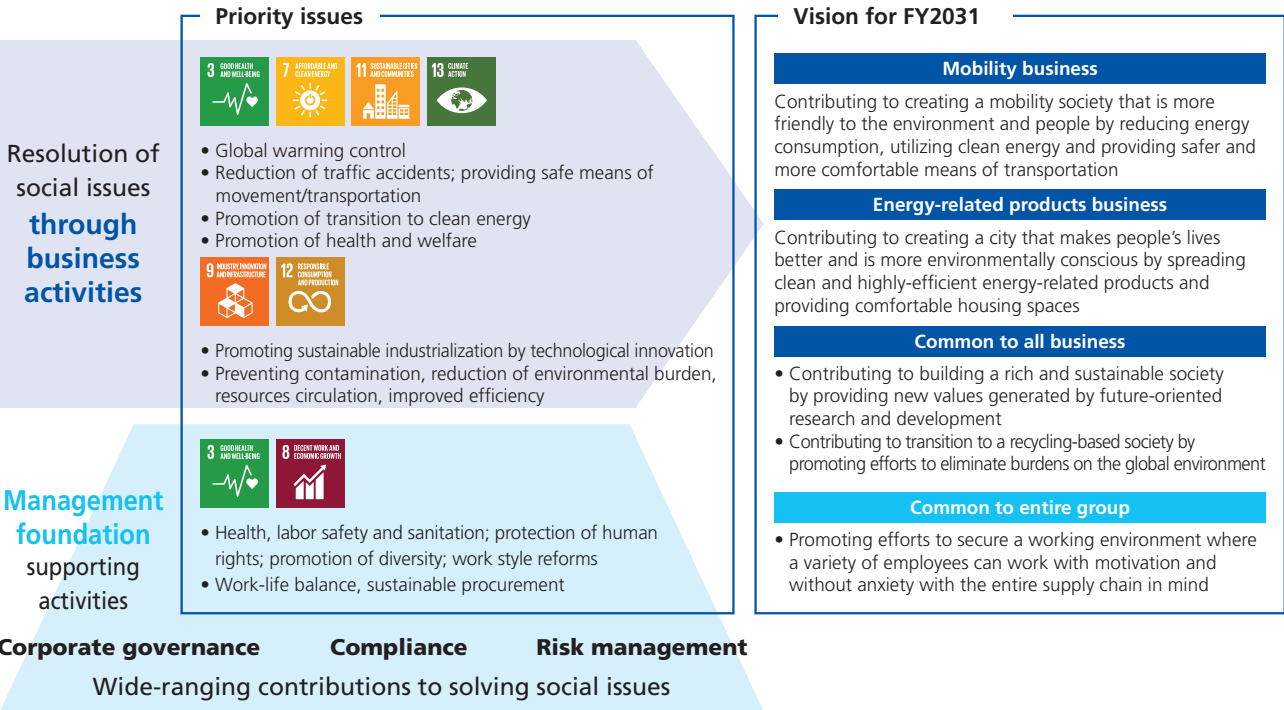 Priority issues
Vision for FY2031
Resolution of
social issues
through
business
activities
3 GOOD HEALTH
AND WELL-BEING
7 AFFORDABLE AND
CLEAN ENERGY
11 SUSTAINABLE CITIES
AND COMMUNITIES
13 CLIMATE
ACTION
• Global warming control
• Reduction of traffic accidents; providing safe means of
movement/transportation
• Promotion of transition to clean energy
• Promotion of health and welfare
9 INDUSTRY, INNOVATION
AND INFRASTRUCTURE
12 RESPONSIBLE
CONSUMPTION
AND PRODUCTION
• Promoting sustainable industrialization by technological innovation
• Preventing contamination, reduction of environmental burden,
resources circulation, improved efficiency
Management
foundation
supporting
activities
3 GOOD HEALTH
AND WELL-BEING
8 DECENT WORK AND
ECONOMIC GROWTH
• Health, labor safety and sanitation; protection of human
rights; promotion of diversity; work style reforms
• Work-life balance, sustainable procurement
Mobility business
Contributing to creating a mobility society that is more
friendly to the environment and people by reducing energy
consumption, utilizing clean energy and providing safer and
more comfortable means of transportation
Energy-related products business
Contributing to creating a city that makes people's lives
better and is more environmentally conscious by spreading
clean and highly-efficient energy-related products and
providing comfortable housing spaces
Common to all business
• Contributing to building a rich and sustainable society
by providing new values generated by future-oriented
research and development
• Contributing to transition to a recycling-based society by
promoting efforts to eliminate burdens on the global environment
Common to entire group
• Promoting efforts to secure a working environment where
a variety of employees can work with motivation and
without anxiety with the entire supply chain in mind
Corporate governance Compliance Risk management
Wide-ranging contributions to solving social issues